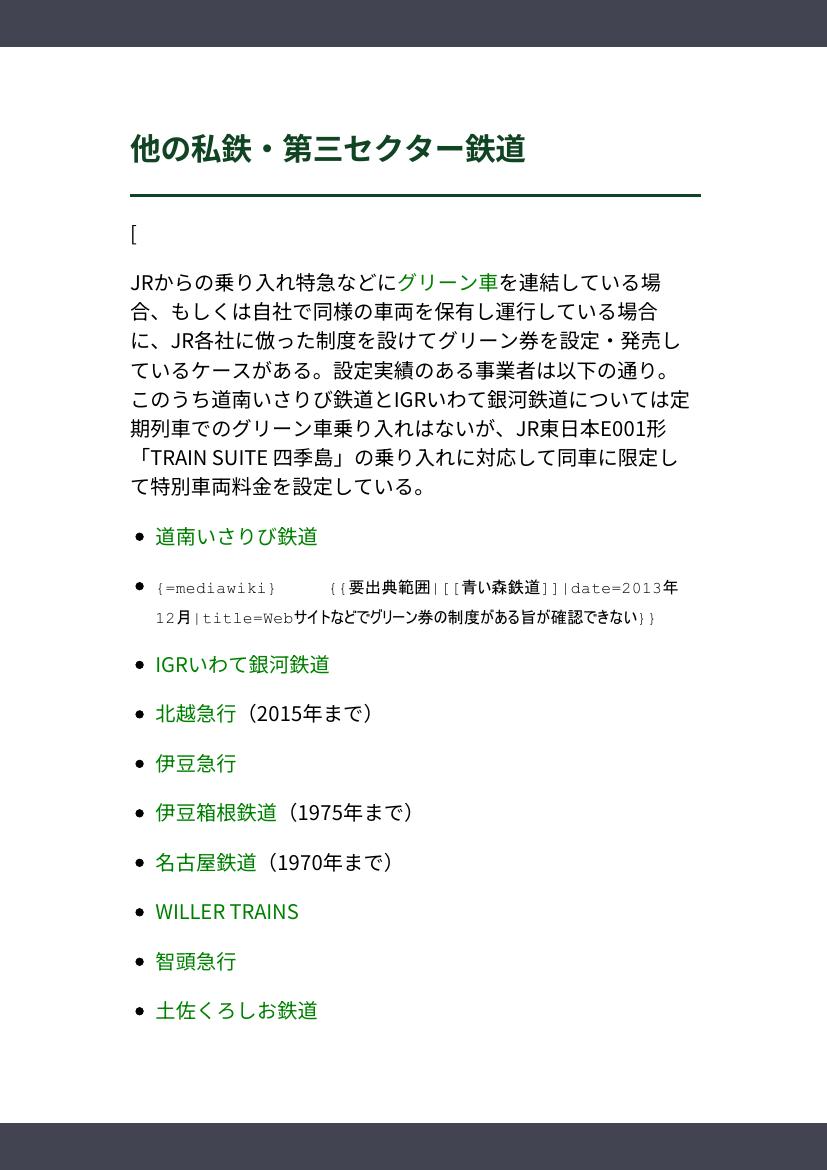 他の私鉄・第三セクター鉄道
[
JRからの乗り入れ特急などにグリーン車を連結している場
合、もしくは自社で同様の車両を保有し運行している場合
に、JR各社に倣った制度を設けてグリーン券を設定・発売し
ているケースがある。設定実績のある事業者は以下の通り。
このうち道南いさりび鉄道とIGRいわて銀河鉄道については定
期列車でのグリーン車乗り入れはないが、JR東日本E001形
「TRAIN SUITE 四季島」の乗り入れに対応して同車に限定し
て特別車両料金を設定している。
● 道南いさりび鉄道
● {=mediawiki} {{要出典範囲|[[青い森鉄道]]|date=2013年
12月|title=Webサイトなどでグリーン券の制度がある旨が確認できない}}
● IGRいわて銀河鉄道
● 北越急行（2015年まで）
● 伊豆急行
● 伊豆箱根鉄道（1975年まで）
● 名古屋鉄道（1970年まで）
● WILLER TRAINS
● 智頭急行
● 土佐くろしお鉄道